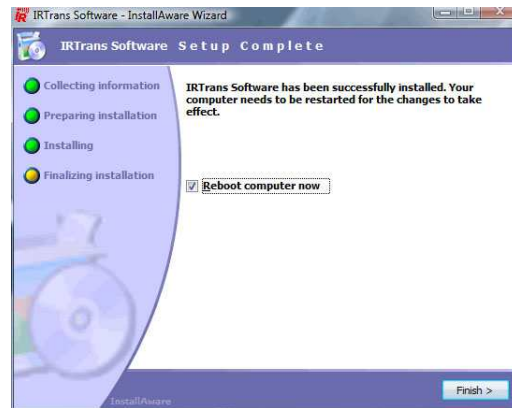 IRTrans Software - InstallAware Wizard
IRTrans Software Setup Complete
Collecting information
Preparing installation
Installing
Finalizing installation
IRTrans Software has been successfully installed. Your
computer needs to be restarted for the changes to take
effect.
Reboot computer now
InstallAware
Finish >